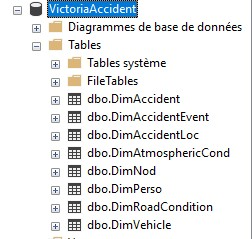 VictoriaAccident
Diagrammes de base de données
Tables
Tables système
FileTables
dbo.DimAccident
dbo.DimAccidentEvent
dbo.DimAccidentLoc
dbo.DimAtmosphericCond
dbo.DimNod
dbo.DimPerso
dbo.DimRoadCondition
dbo.DimVehicle